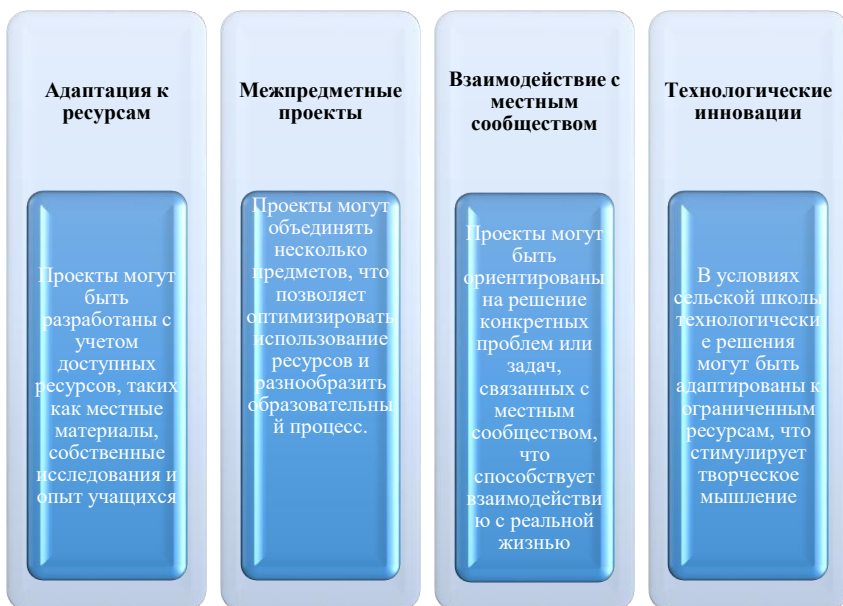 Адаптация к
ресурсам
Проекты могут
быть
разработаны с
учетом
доступных
ресурсов, таких
как местные
материалы,
собственные
исследования и
опыт учащихся
Межпредметные
проекты
Проекты могут
объединять
несколько
предметов, что
позволяет
оптимизировать
использование
ресурсов и
разнообразить
образовательны
й процесс.
Взаимодействие с
местным
сообществом
Проекты могут
быть
ориентированы
на решение
конкретных
проблем или
задач,
связанных с
местным
сообществом,
что
способствует
взаимодействи
ю с реальной
жизнью
Технологические
инновации
В условиях
сельской школы
технологически
е решения
могут быть
адаптированы к
ограниченным
ресурсам, что
стимулирует
творческое
мышление